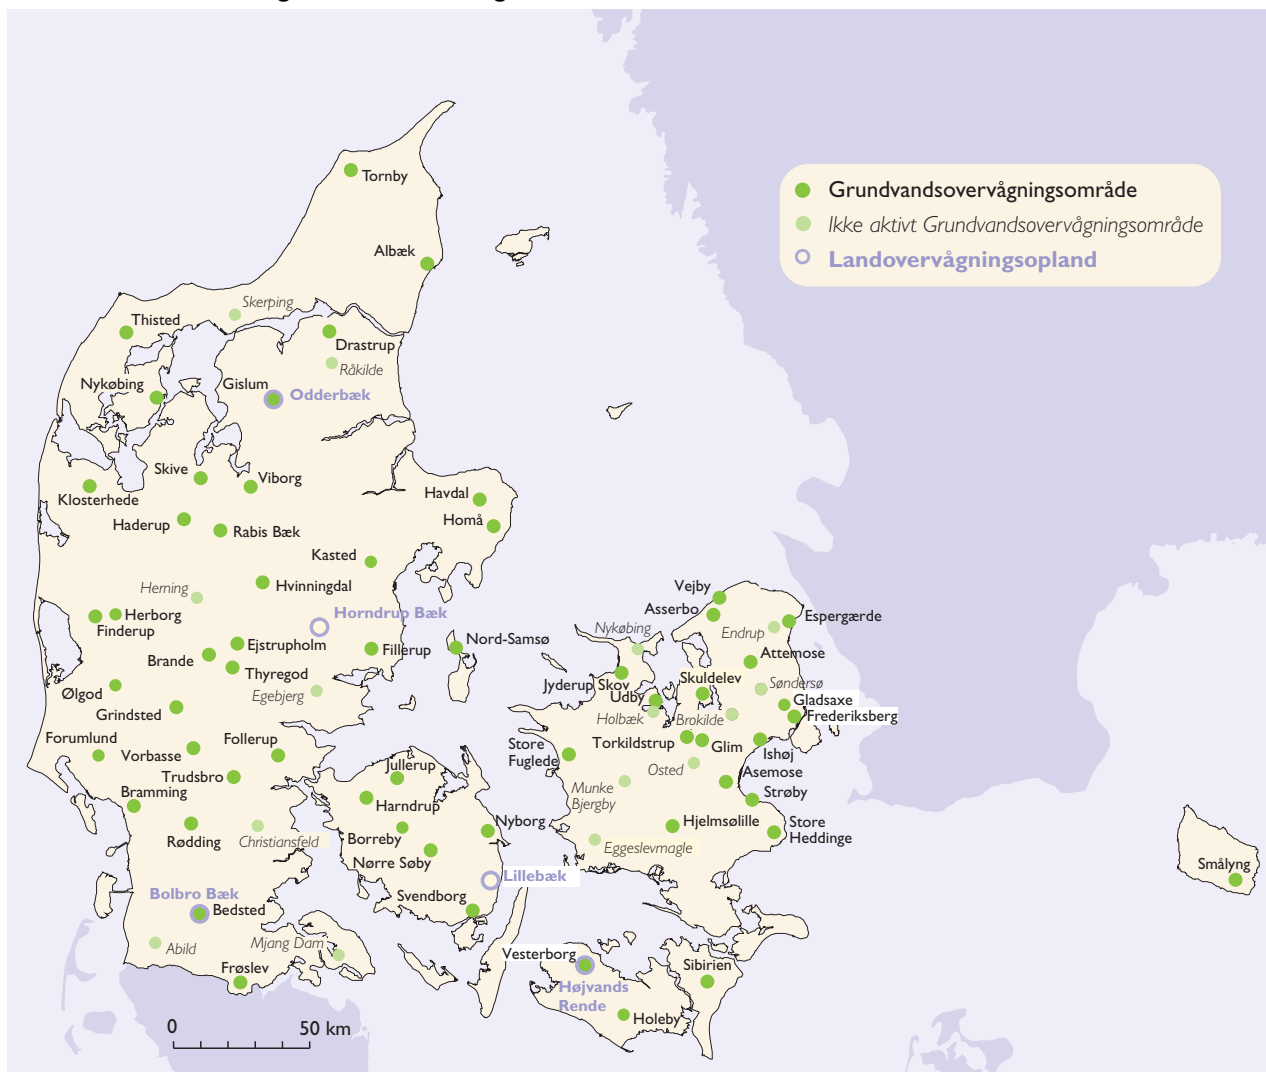 Tornby
Grundvandsovervågningsområde
Ikke aktivt Grundvandsovervågningsområde
Landovervågningsopland
Albæk
Skerping
Thisted
Drastrup
Råkilde
Nykøbing
Gislum
Odderbæk
Skive
Viborg
Klosterhede
Havdal
Homå
Haderup
Rabis Bæk
Kasted
Hvinningdal
Herning
Vejby
Asserbo
Espergærde
Herborg
Finderup
Horndrup Bæk
Nykøbing
Endrup
Ejstrupholm
Brande
Fillerup
Nord-Samsø
Attemose
Thyregod
Ølgod
Egebjerg
Jyderup Skov
Skuldelev
Søndersø
Udby
Gladsaxe
Grindsted
Holbæk
Brokilde
Frederiksberg
Forumlund
Follerup
Vorbasse
Store
Fuglede
Torkildstrup
Glim
Ishøj
Trudsbro
Jullerup
Osted
Asemose
Munke
Bjergby
Bramming
Harndrup
Strøby
Rødding
Christiansfeld
Borreby
Nyborg
Hjelmsølille
Store
Heddinge
Nørre Søby
Eggeslevmagle
Smålyng
Lillebæk
Bolbro Bæk
Bedsted
Svendborg
Abild
Mjang Dam
Vesterborg
Frøslev
Sibirien
Højvands
Rende
Holeby
0
50 km